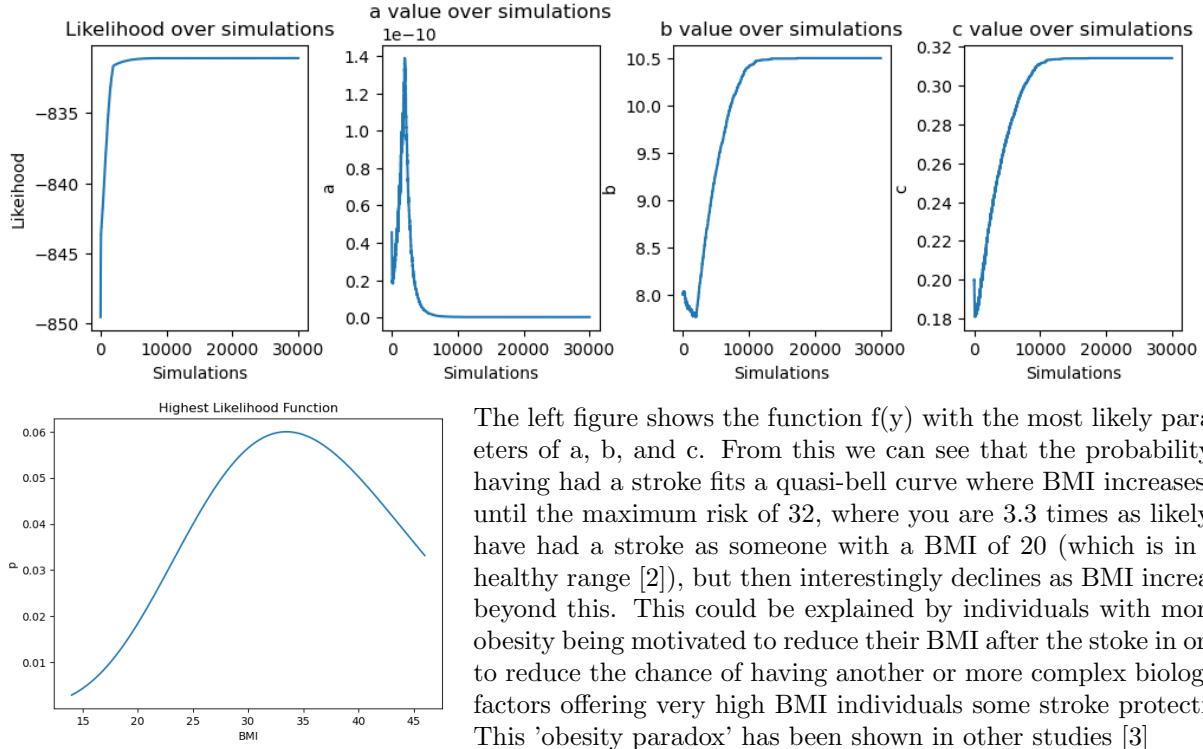 Likelihood over simulations
Likeihood
−835
−840
−845
−850
0 10000 20000 30000
Simulations
a value over simulations
1e−10
a
1.4
1.2
1.0
0.8
0.6
0.4
0.2
0.0
0 10000 20000 30000
Simulations
b value over simulations
b
10.5
10.0
9.5
9.0
8.5
8.0
0 10000 20000 30000
Simulations
c value over simulations
c
0.32
0.30
0.28
0.26
0.24
0.22
0.20
0.18
0 10000 20000 30000
Simulations
Highest Likelihood Function
p
0.06
0.05
0.04
0.03
0.02
0.01
15 20 25 30 35 40 45
BMI
The left figure shows the function f(y) with the most likely para
eters of a, b, and c. From this we can see that the probability
having had a stroke fits a quasi-bell curve where BMI increases
until the maximum risk of 32, where you are 3.3 times as likely
have had a stroke as someone with a BMI of 20 (which is in
healthy range [2]), but then interestingly declines as BMI increa
beyond this. This could be explained by individuals with mor
obesity being motivated to reduce their BMI after the stoke in or
to reduce the chance of having another or more complex biolog
factors offering very high BMI individuals some stroke protecti
This 'obesity paradox' has been shown in other studies [3]